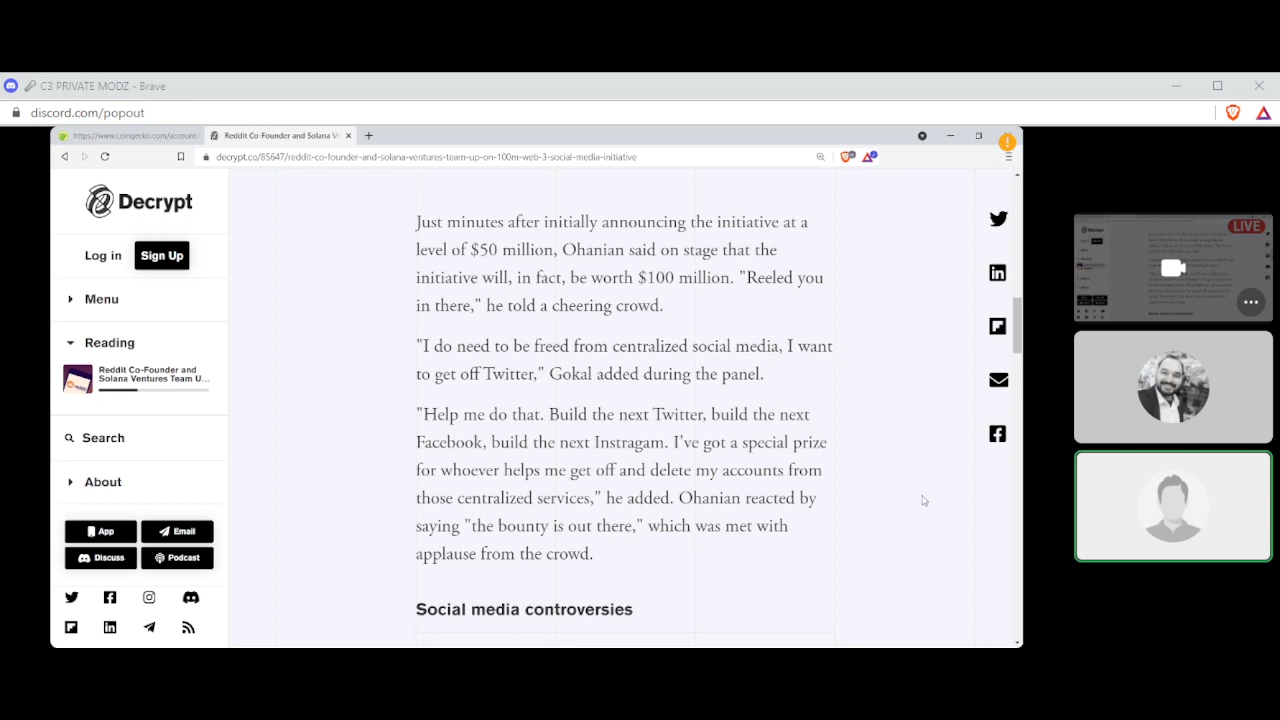 C3 PRIVATE MODZ - Brave
discord.com/popout
https://www.coingecko.com/account/
Reddit Co-Founder and Solana Ve
decrypt.co/85647/reddit-co-founder-and-solana-ventures-team-up-on-100m-web-3-social-media-initiative
Decrypt
Log in Sign Up
Menu
Reading
Reddit Co-Founder and
Solana Ventures Team U...
Search
About
App Email
Discuss Podcast
Just minutes after initially announcing the initiative at a
level of $50 million, Ohanian said on stage that the
initiative will, in fact, be worth $100 million. "Reeled you
in there," he told a cheering crowd.
"I do need to be freed from centralized social media, I want
to get off Twitter," Gokal added during the panel.
"Help me do that. Build the next Twitter, build the next
Facebook, build the next Instragam. I've got a special prize
for whoever helps me get off and delete my accounts from
those centralized services," he added. Ohanian reacted by
saying "the bounty is out there," which was met with
applause from the crowd.
Social media controversies
LIVE